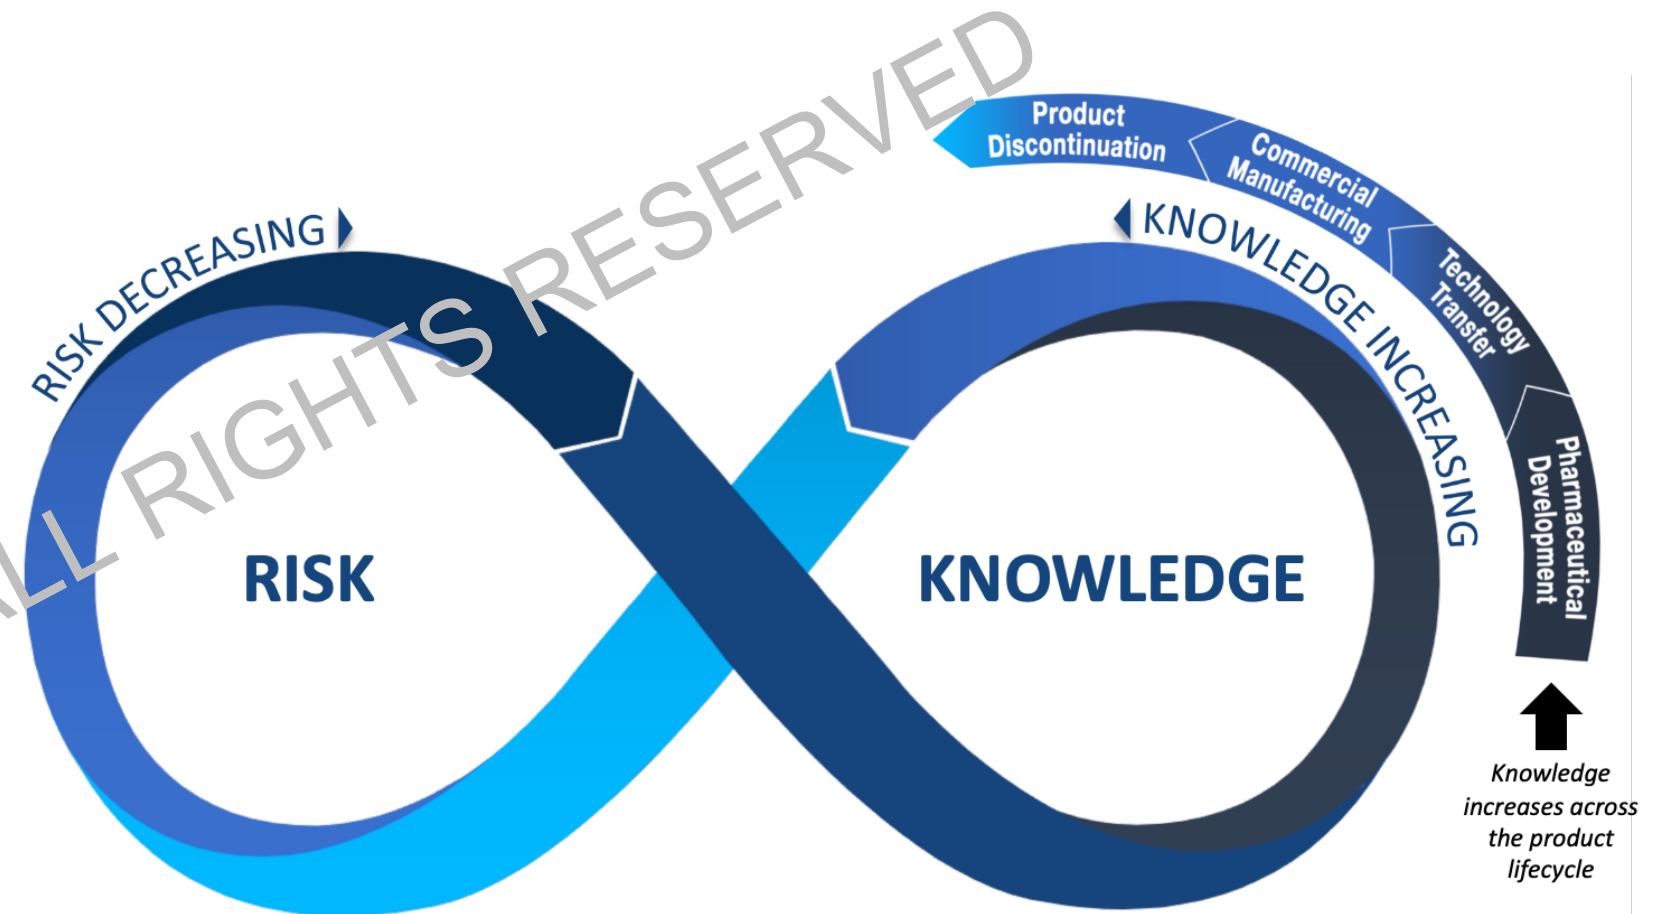 ALL RIGHTS RESERVED
RISK DECREASING
RISK
KNOWLEDGE INCREASING
KNOWLEDGE
Product
Discontinuation
Commercial
Manufacturing
Technology
Transfer
Pharmaceutical
Development
Knowledge
increases across
the product
lifecycle